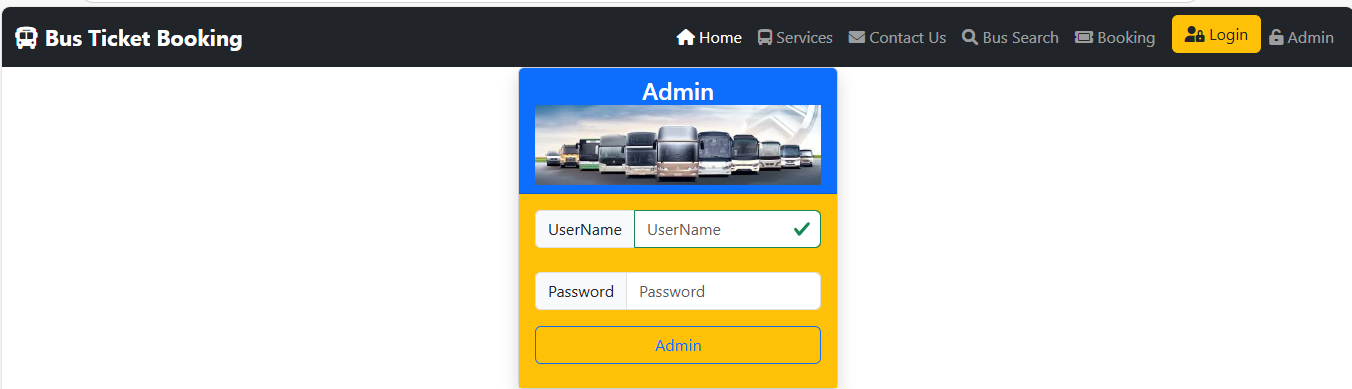 Bus Ticket Booking Home Services Contact Us Bus Search Booking Login Admin
Admin
UserName UserName
Password Password
Admin